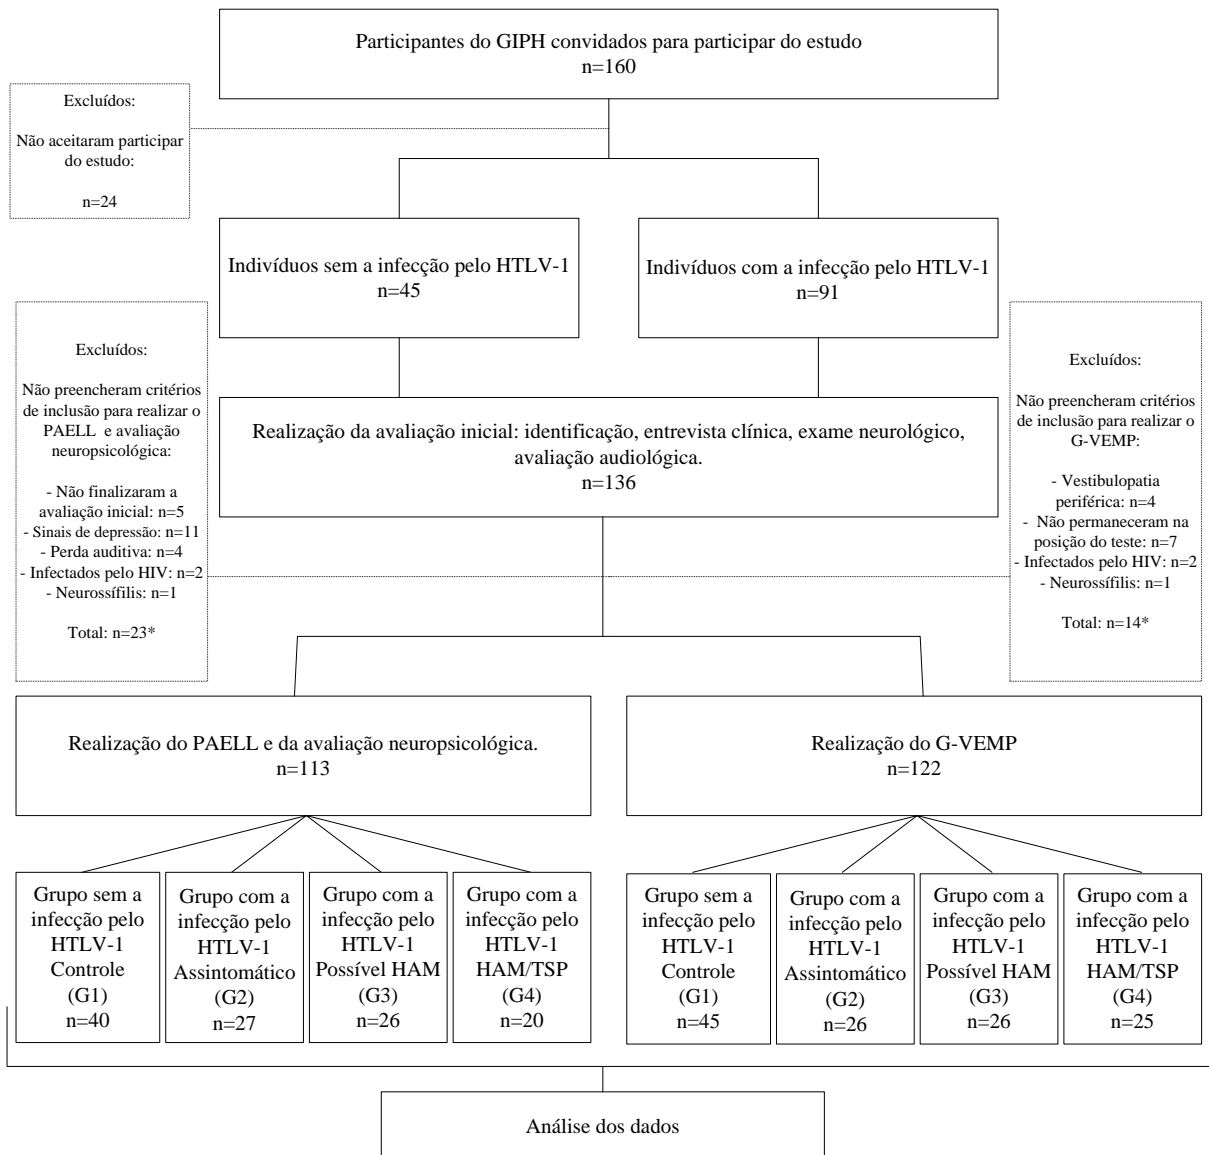 Participantes do GIPH convidados para participar do estudo
n=160
Excluídos:
Não aceitaram participar
do estudo:
n=24
Indivíduos sem a infecção pelo HTLV-1
n=45
Indivíduos com a infecção pelo HTLV-1
n=91
Excluídos:
Não preencheram critérios
de inclusão para realizar o
PAELL e avaliação
neuropsicológica:
- Não finalizaram a
avaliação inicial: n=5
- Sinais de depressão: n=11
- Perda auditiva: n=4
- Infectados pelo HIV: n=2
- Neurossífilis: n=1
Total: n=23*
Realização da avaliação inicial: identificação, entrevista clínica, exame neurológico,
avaliação audiológica.
n=136
Excluídos:
Não preencheram critérios
de inclusão para realizar o
G-VEMP:
- Vestibulopatia
periférica: n=4
- Não permaneceram na
posição do teste: n=7
- Infectados pelo HIV: n=2
- Neurossífilis: n=1
Total: n=14*
Realização do PAELL e da avaliação neuropsicológica.
n=113
Realização do G-VEMP
n=122
Grupo sem a
infecção pelo
HTLV-1
Controle
(G1)
n=40
Grupo com a
infecção pelo
HTLV-1
Assintomático
(G2)
n=27
Grupo com a
infecção pelo
HTLV-1
Possível HAM
(G3)
n=26
Grupo com a
infecção pelo
HTLV-1
HAM/TSP
(G4)
n=20
Grupo sem a
infecção pelo
HTLV-1
Controle
(G1)
n=45
Grupo com a
infecção pelo
HTLV-1
Assintomático
(G2)
n=26
Grupo com a
infecção pelo
HTLV-1
Possível HAM
(G3)
n=26
Grupo com a
infecção pelo
HTLV-1
HAM/TSP
(G4)
n=25
Análise dos dados